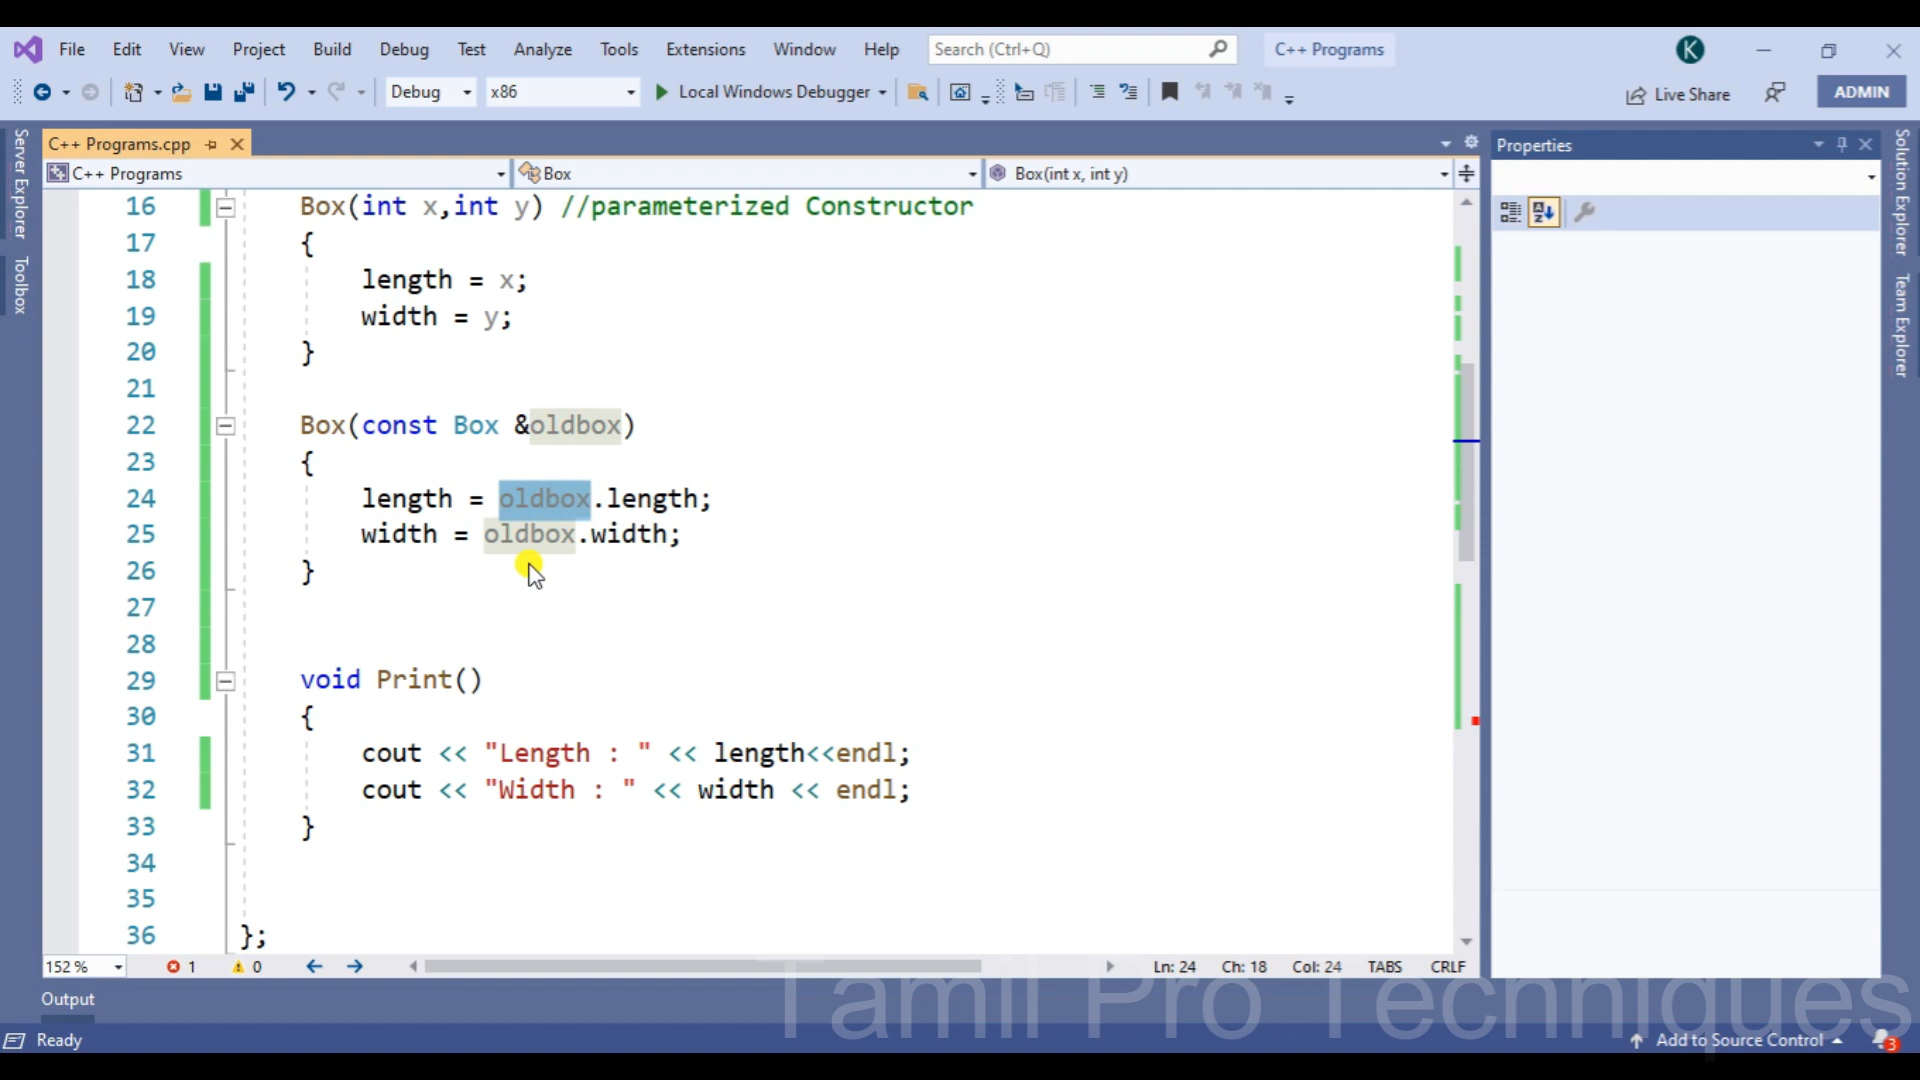 File Edit View Project Build Debug Test Analyze Tools Extensions Window Help Search (Ctrl+Q) C++ Programs K
Debug x86 Local Windows Debugger Live Share ADMIN
C++ Programs.cpp
C++ Programs Box Box(int x, int y)
Server Explorer
Toolbox
16 Box(int x,int y) //parameterized Constructor
17 {
18 length = x;
19 width = y;
20 }
21
22 Box(const Box &oldbox)
23 {
24 length = oldbox.length;
25 width = oldbox.width;
26 }
27
28
29 void Print()
30 {
31 cout << "Length : " << length<<endl;
32 cout << "Width : " << width << endl;
33 }
34
35
36 };
152 % 1 0 Ln: 24 Ch: 18 Col: 24 TABS CRLF
Properties
Solution Explorer
Team Explorer
Output
Tamil Pro Techniques
Ready Add to Source Control 3